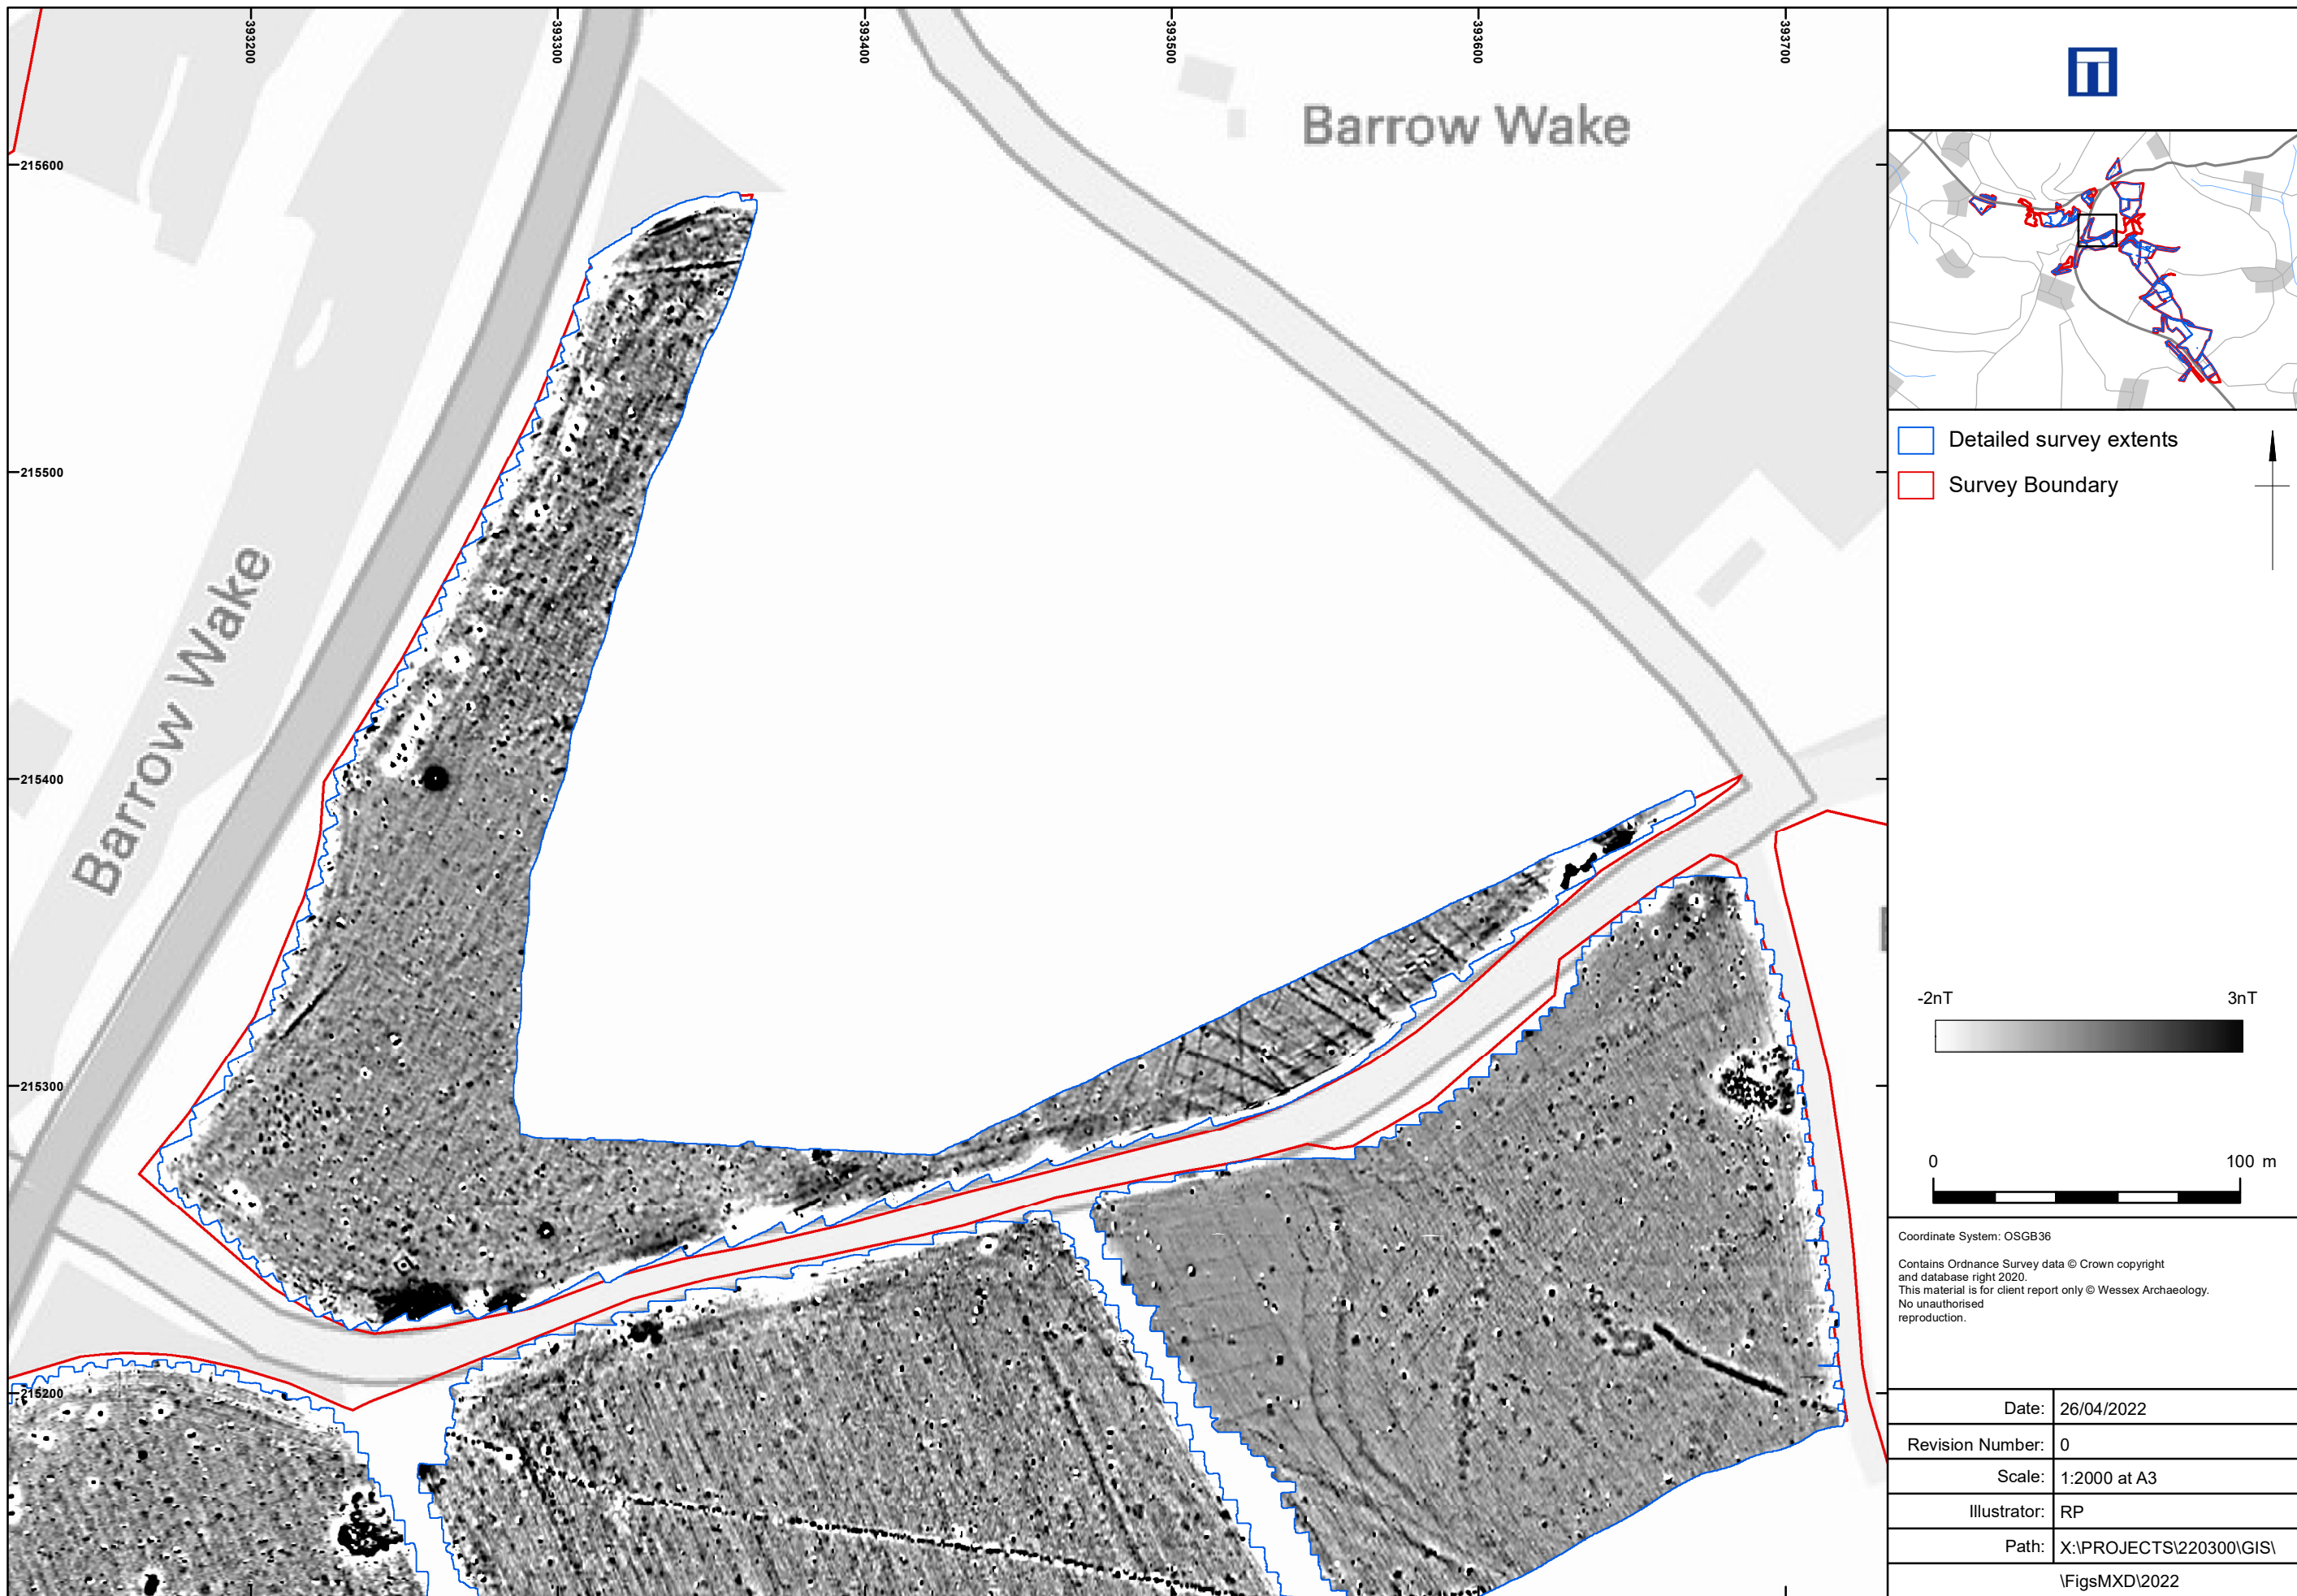 393200
393300
393400
393500
393600
393700
215600
215500
215400
215300
215200
Barrow Wake
Barrow Wake
Detailed survey extents
Survey Boundary
-2nT 3nT
0 100 m
Coordinate System: OSGB36
Contains Ordnance Survey data © Crown copyright
and database right 2020.
This material is for client report only © Wessex Archaeology.
No unauthorised
reproduction.
Date: 26/04/2022
Revision Number: 0
Scale: 1:2000 at A3
Illustrator: RP
Path: X:\PROJECTS\220300\GIS\
\FigsMXD\2022